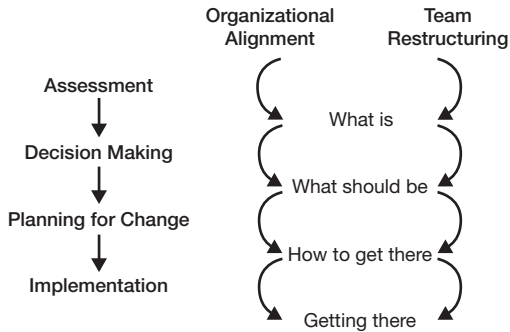 Organizational
Alignment
Team
Restructuring
Assessment
What is
Decision Making
What should be
Planning for Change
How to get there
Implementation
Getting there